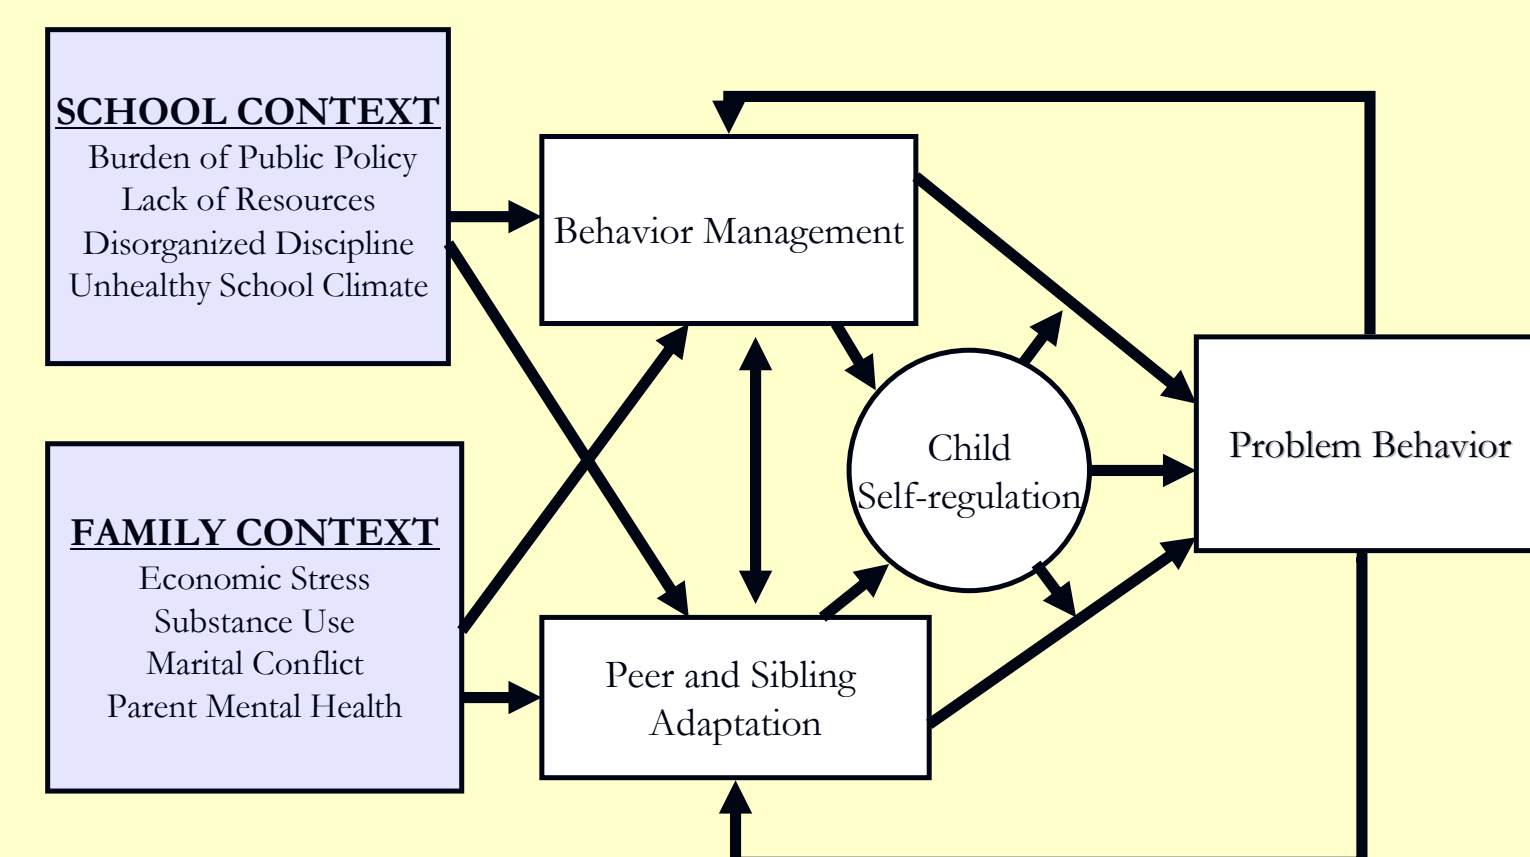 SCHOOL CONTEXT
Burden of Public Policy
Lack of Resources
Disorganized Discipline
Unhealthy School Climate
Behavior Management
Child
Self-regulation
Problem Behavior
FAMILY CONTEXT
Economic Stress
Substance Use
Marital Conflict
Parent Mental Health
Peer and Sibling
Adaptation